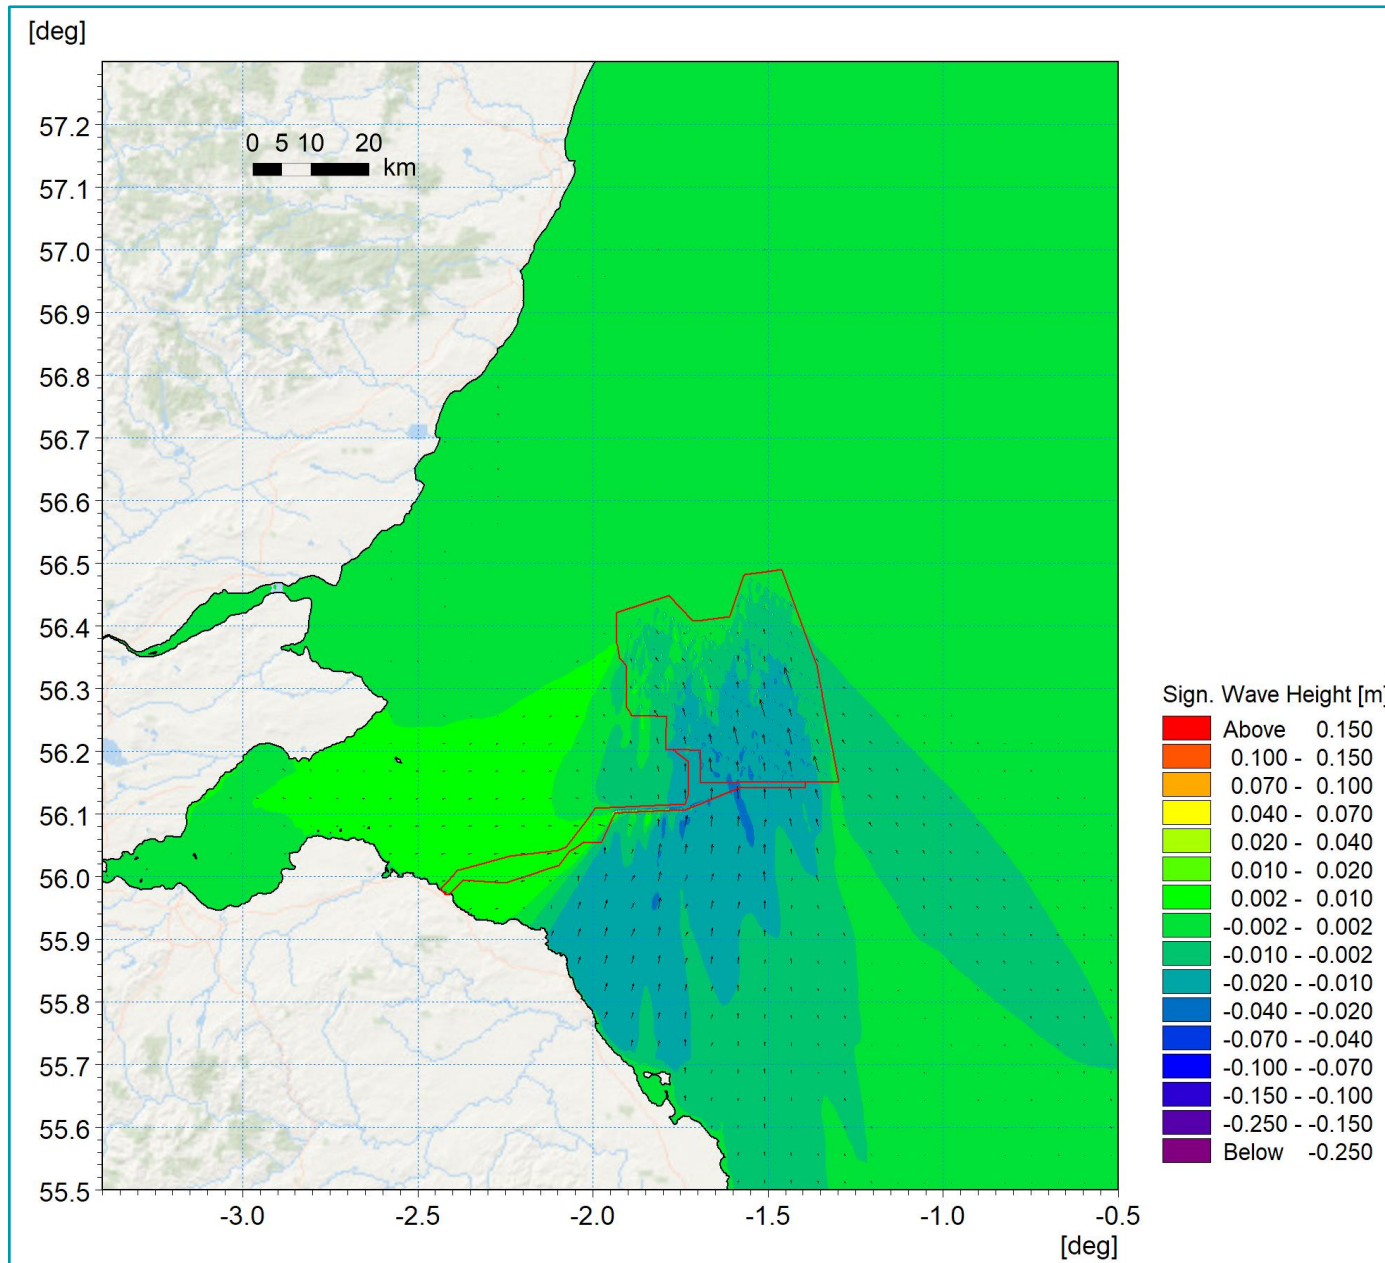 [deg]
57.2
0 5 10 20
km
57.1
57.0
56.9
56.8
56.7
56.6
56.5
56.4
56.3
56.2
56.1
56.0
55.9
55.8
55.7
55.6
55.5
-3.0 -2.5 -2.0 -1.5 -1.0 -0.5
[deg]
Sign. Wave Height [m]
Above 0.150
0.100 - 0.150
0.070 - 0.100
0.040 - 0.070
0.020 - 0.040
0.010 - 0.020
0.002 - 0.010
-0.002 - 0.002
-0.010 - -0.002
-0.020 - -0.010
-0.040 - -0.020
-0.070 - -0.040
-0.100 - -0.070
-0.150 - -0.100
-0.250 - -0.150
Below -0.250